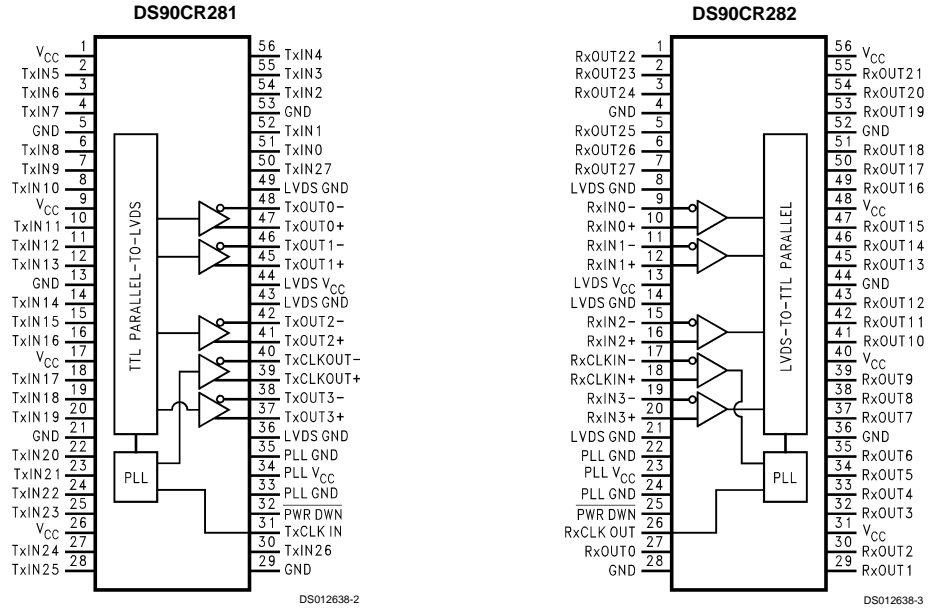 DS90CR281
1 VCC
2 TxIN5
3 TxIN6
4 TxIN7
5 GND
6 TxIN8
7 TxIN9
8 TxIN10
9 VCC
10 TxIN11
11 TxIN12
12 TxIN13
13 GND
14 TxIN14
15 TxIN15
16 TxIN16
17 VCC
18 TxIN17
19 TxIN18
20 TxIN19
21 GND
22 TxIN20
23 TxIN21
24 TxIN22
25 TxIN23
26 VCC
27 TxIN24
28 TxIN25
TTL PARALLEL-TO-LVDS
PLL
56 TxIN4
55 TxIN3
54 TxIN2
53 GND
52 TxIN1
51 TxIN0
50 TxIN27
49 LVDS GND
48 TxOUT0-
47 TxOUT0+
46 TxOUT1-
45 TxOUT1+
44 LVDS VCC
43 LVDS GND
42 TxOUT2-
41 TxOUT2+
40 TxCLKOUT-
39 TxCLKOUT+
38 TxOUT3-
37 TxOUT3+
36 LVDS GND
35 PLL GND
34 PLL VCC
33 PLL GND
32 PWR DWN
31 TxCLK IN
30 TxIN26
29 GND
DS012638-2
DS90CR282
1 RxOUT22
2 RxOUT23
3 RxOUT24
4 GND
5 RxOUT25
6 RxOUT26
7 RxOUT27
8 LVDS GND
9 RxIN0-
10 RxIN0+
11 RxIN1-
12 RxIN1+
13 LVDS VCC
14 LVDS GND
15 RxIN2-
16 RxIN2+
17 RxCLKIN-
18 RxCLKIN+
19 RxIN3-
20 RxIN3+
21 LVDS GND
22 PLL GND
23 PLL VCC
24 PLL GND
25 PWR DWN
26 RxCLK OUT
27 RxOUT0
28 GND
LVDS-TO-TTL PARALLEL
PLL
56 VCC
55 RxOUT21
54 RxOUT20
53 RxOUT19
52 GND
51 RxOUT18
50 RxOUT17
49 RxOUT16
48 VCC
47 RxOUT15
46 RxOUT14
45 RxOUT13
44 GND
43 RxOUT12
42 RxOUT11
41 RxOUT10
40 VCC
39 RxOUT9
38 RxOUT8
37 RxOUT7
36 GND
35 RxOUT6
34 RxOUT5
33 RxOUT4
32 RxOUT3
31 VCC
30 RxOUT2
29 RxOUT1
DS012638-3